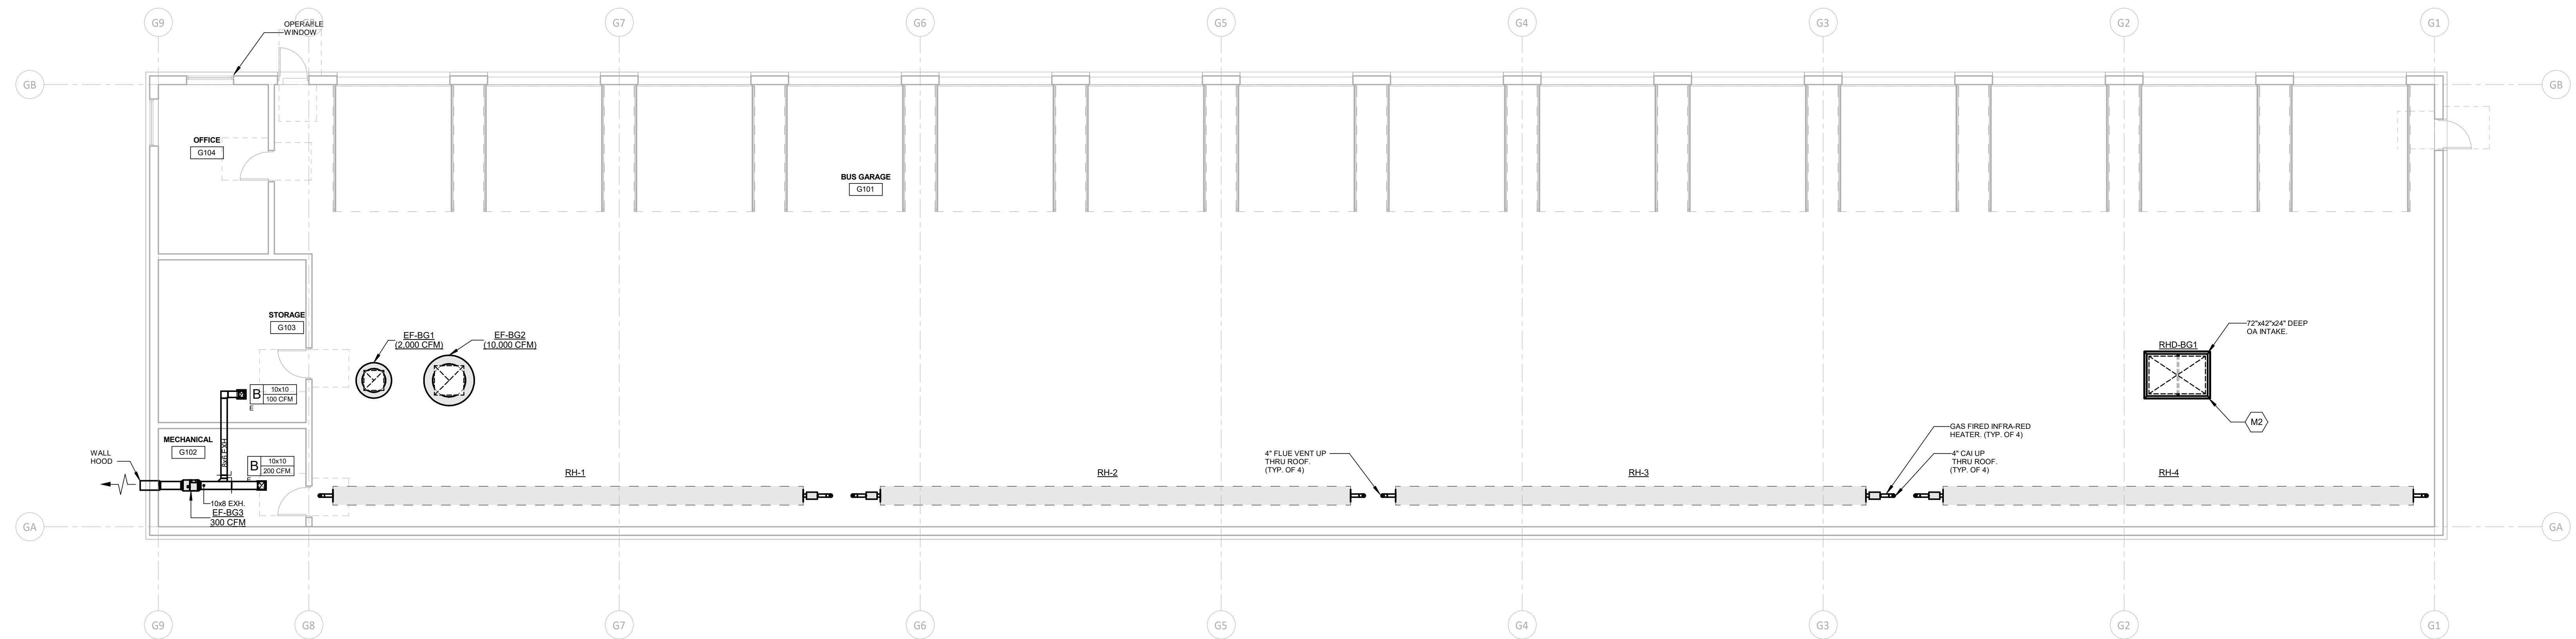 G9
G8
G7
G6
G5
G4
G3
G2
G1
OPERABLE
WINDOW
GB
GB
OFFICE
G104
BUS GARAGE
G101
STORAGE
G103
EF-BG1
(2,000 CFM)
EF-BG2
(10,000 CFM)
72"x42"x24" DEEP
OA INTAKE.
RHD-BG1
M2
B
10x10
100 CFM
E
MECHANICAL
G102
8x6 EXH.
B
10x10
200 CFM
E
WALL
HOOD
10x8 EXH.
EF-BG3
300 CFM
RH-1
RH-2
4" FLUE VENT UP
THRU ROOF.
(TYP. OF 4)
RH-3
GAS FIRED INFRA-RED
HEATER. (TYP. OF 4)
4" CAI UP
THRU ROOF.
(TYP. OF 4)
RH-4
GA
GA
G9
G8
G7
G6
G5
G4
G3
G2
G1